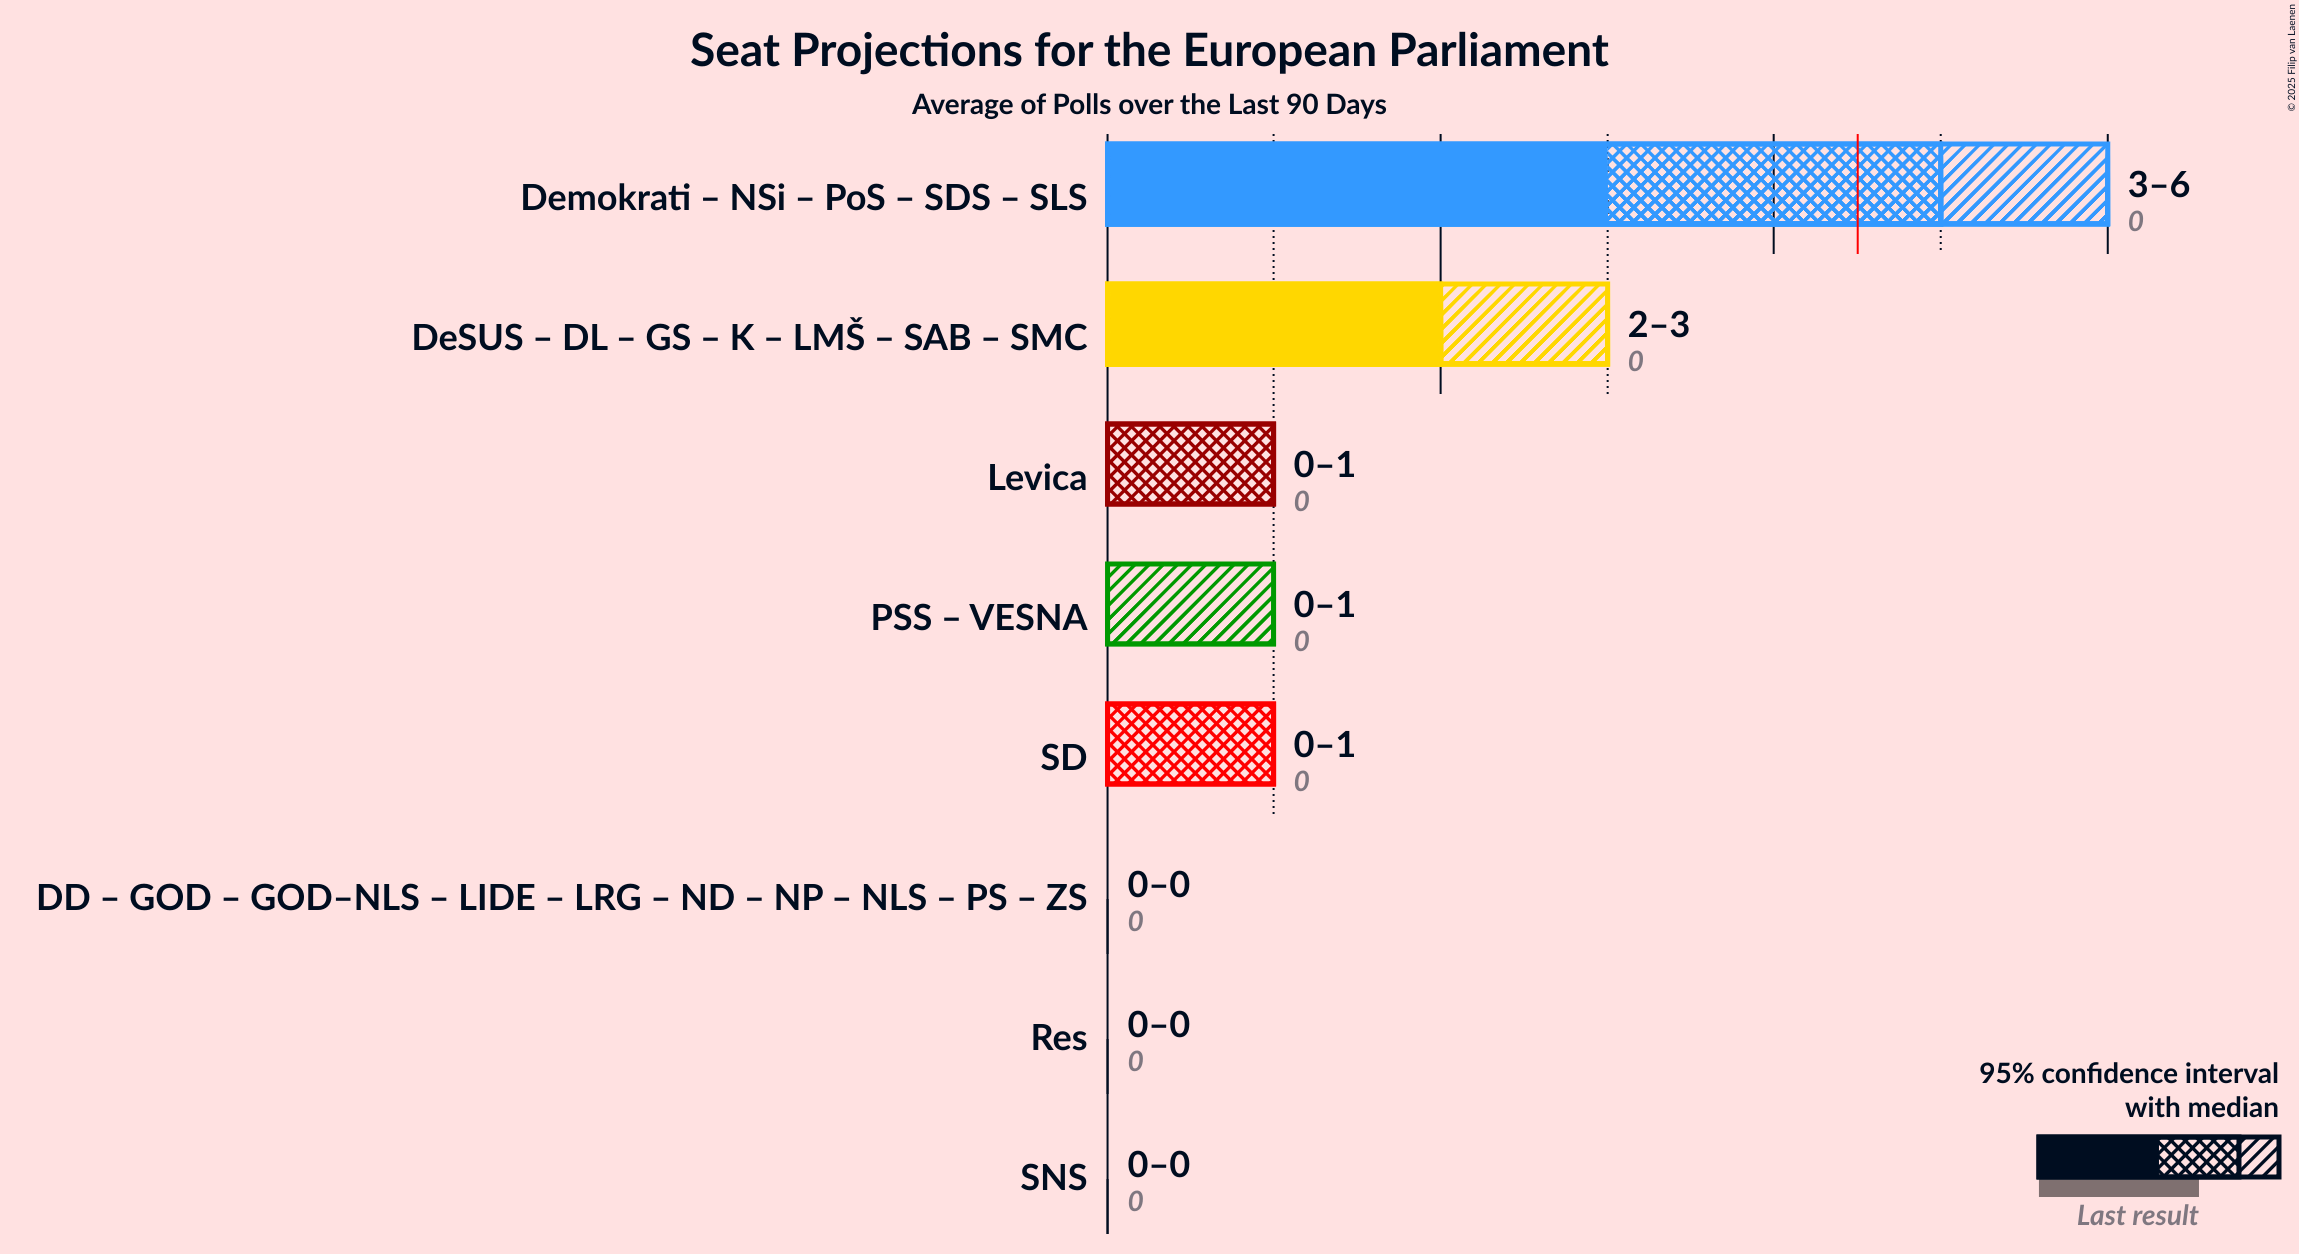 Seat Projections for the European Parliament
Average of Polls over the Last 90 Days
© 2025 Filip van Laenen
Demokrati – NSi – PoS – SDS – SLS
3–6
0
DeSUS – DL – GS – K – LMŠ – SAB – SMC
2–3
0
Levica
0–1
0
PSS – VESNA
0–1
0
SD
0–1
0
DD – GOD – GOD–NLS – LIDE – LRG – ND – NP – NLS – PS – ZS
0–0
0
Res
0–0
0
SNS
0–0
0
95% confidence interval
with median
Last result